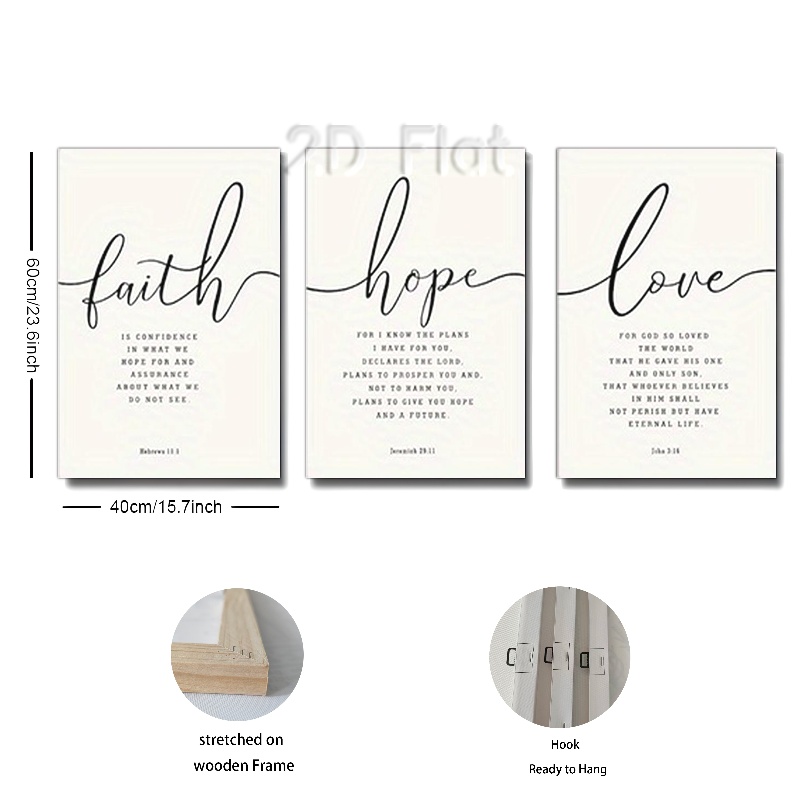 2D Flat
60cm/23.6inch
faith
IS CONFIDENCE
IN WHAT WE
HOPE FOR AND
ASSURANCE
ABOUT WHAT WE
DO NOT SEE.
Hebrews 11:1
hope
FOR I KNOW THE PLANS
I HAVE FOR YOU,
DECLARES THE LORD,
PLANS TO PROSPER YOU AND,
NOT TO HARM YOU,
PLANS TO GIVE YOU HOPE
AND A FUTURE.
Jeremiah 29:11
love
FOR GOD SO LOVED
THE WORLD
THAT HE GAVE HIS ONE
AND ONLY SON,
THAT WHOEVER BELIEVES
IN HIM SHALL
NOT PERISH BUT HAVE
ETERNAL LIFE.
John 3:16
40cm/15.7inch
stretched on
wooden Frame
Hook
Ready to Hang